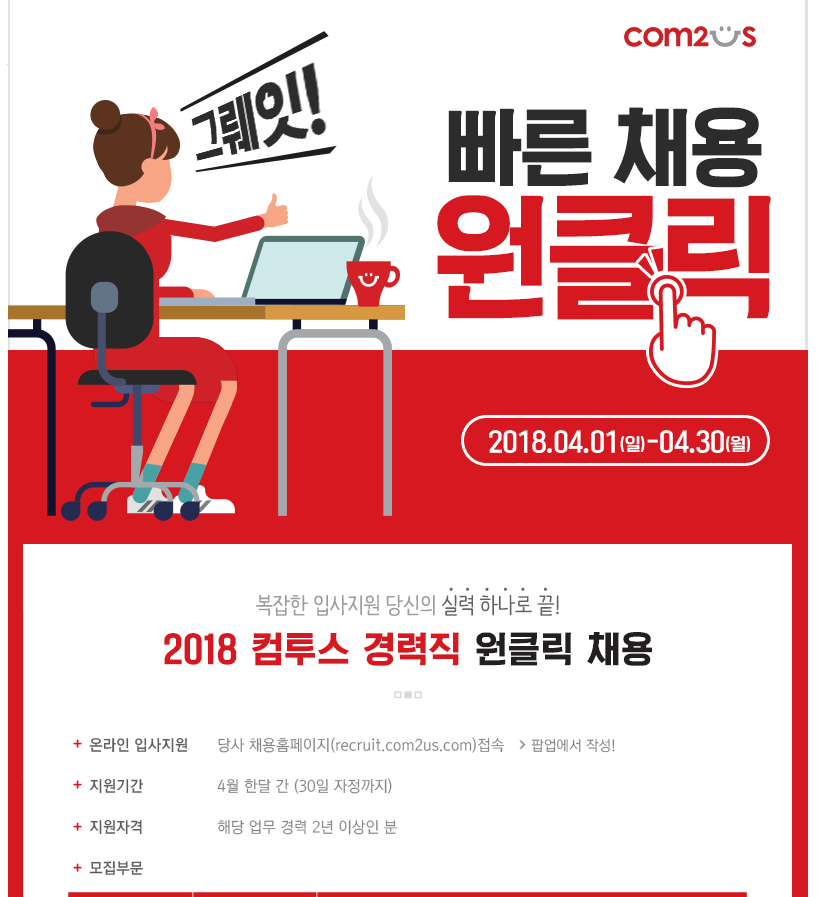 com2us
그뤠잇!
빠른 채용
원클릭
2018.04.01(일)-04.30(월)
복잡한 입사지원 당신의 실력 하나로 끝!
2018 컴투스 경력직 원클릭 채용
+ 온라인 입사지원 당사 채용홈페이지(recruit.com2us.com)접속 > 팝업에서 작성!
+ 지원기간 4월 한달 간 (30일 자정까지)
+ 지원자격 해당 업무 경력 2년 이상인 분
+ 모집부문